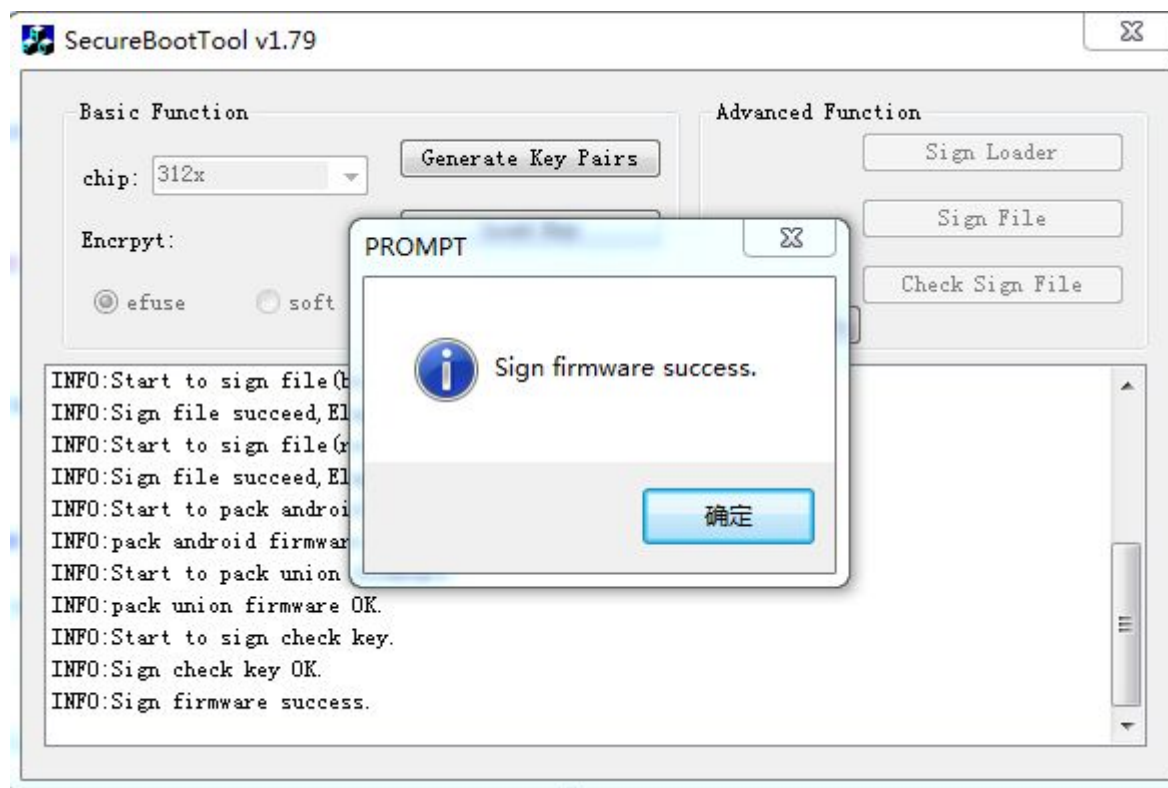 SecureBootTool v1.79
Basic Function
Advanced Function
chip:
312x
Generate Key Pairs
Sign Loader
Encrpyt:
Sign File
efuse
soft
Check Sign File
PROMPT
Sign firmware success.
确定
INFO:Start to sign file(b
INFO:Sign file succeed,El
INFO:Start to sign file(r
INFO:Sign file succeed,El
INFO:Start to pack androi
INFO:pack android firmwar
INFO:Start to pack union
INFO:pack union firmware OK.
INFO:Start to sign check key.
INFO:Sign check key OK.
INFO:Sign firmware success.